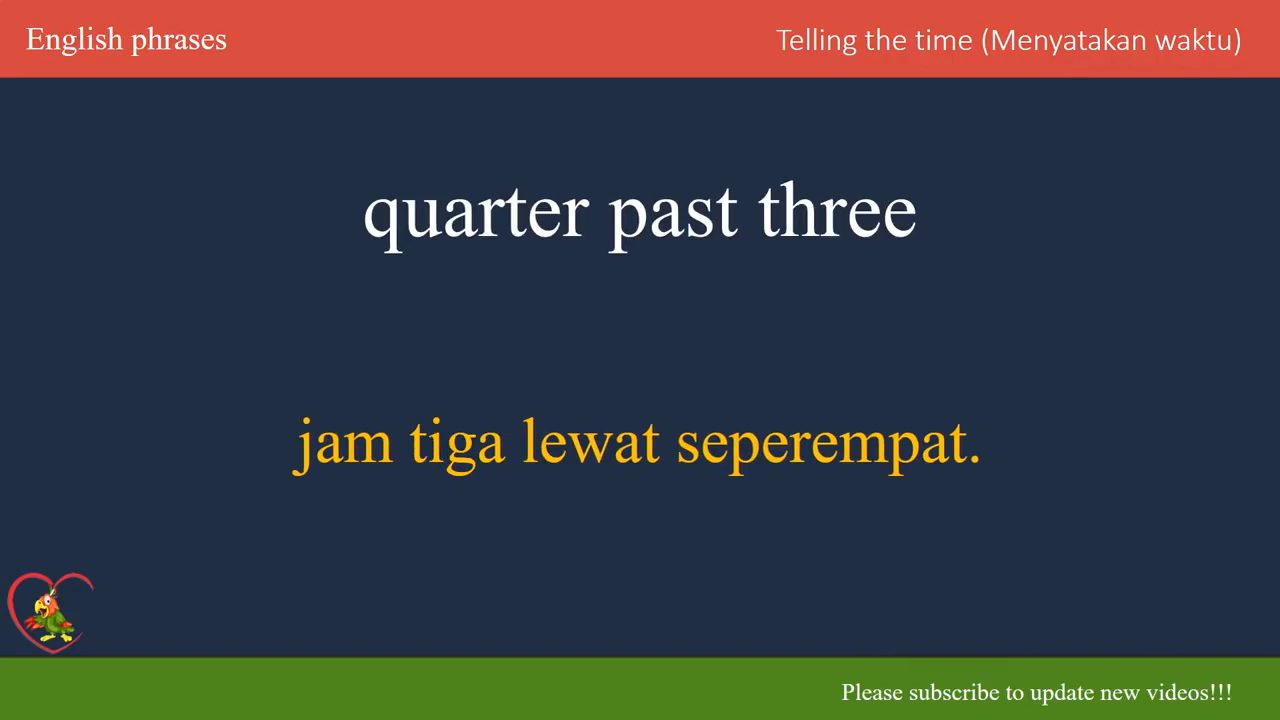 English phrases
Telling the time (Menyatakan waktu)
quarter past three
jam tiga lewat seperempat.
Please subscribe to update new videos!!!